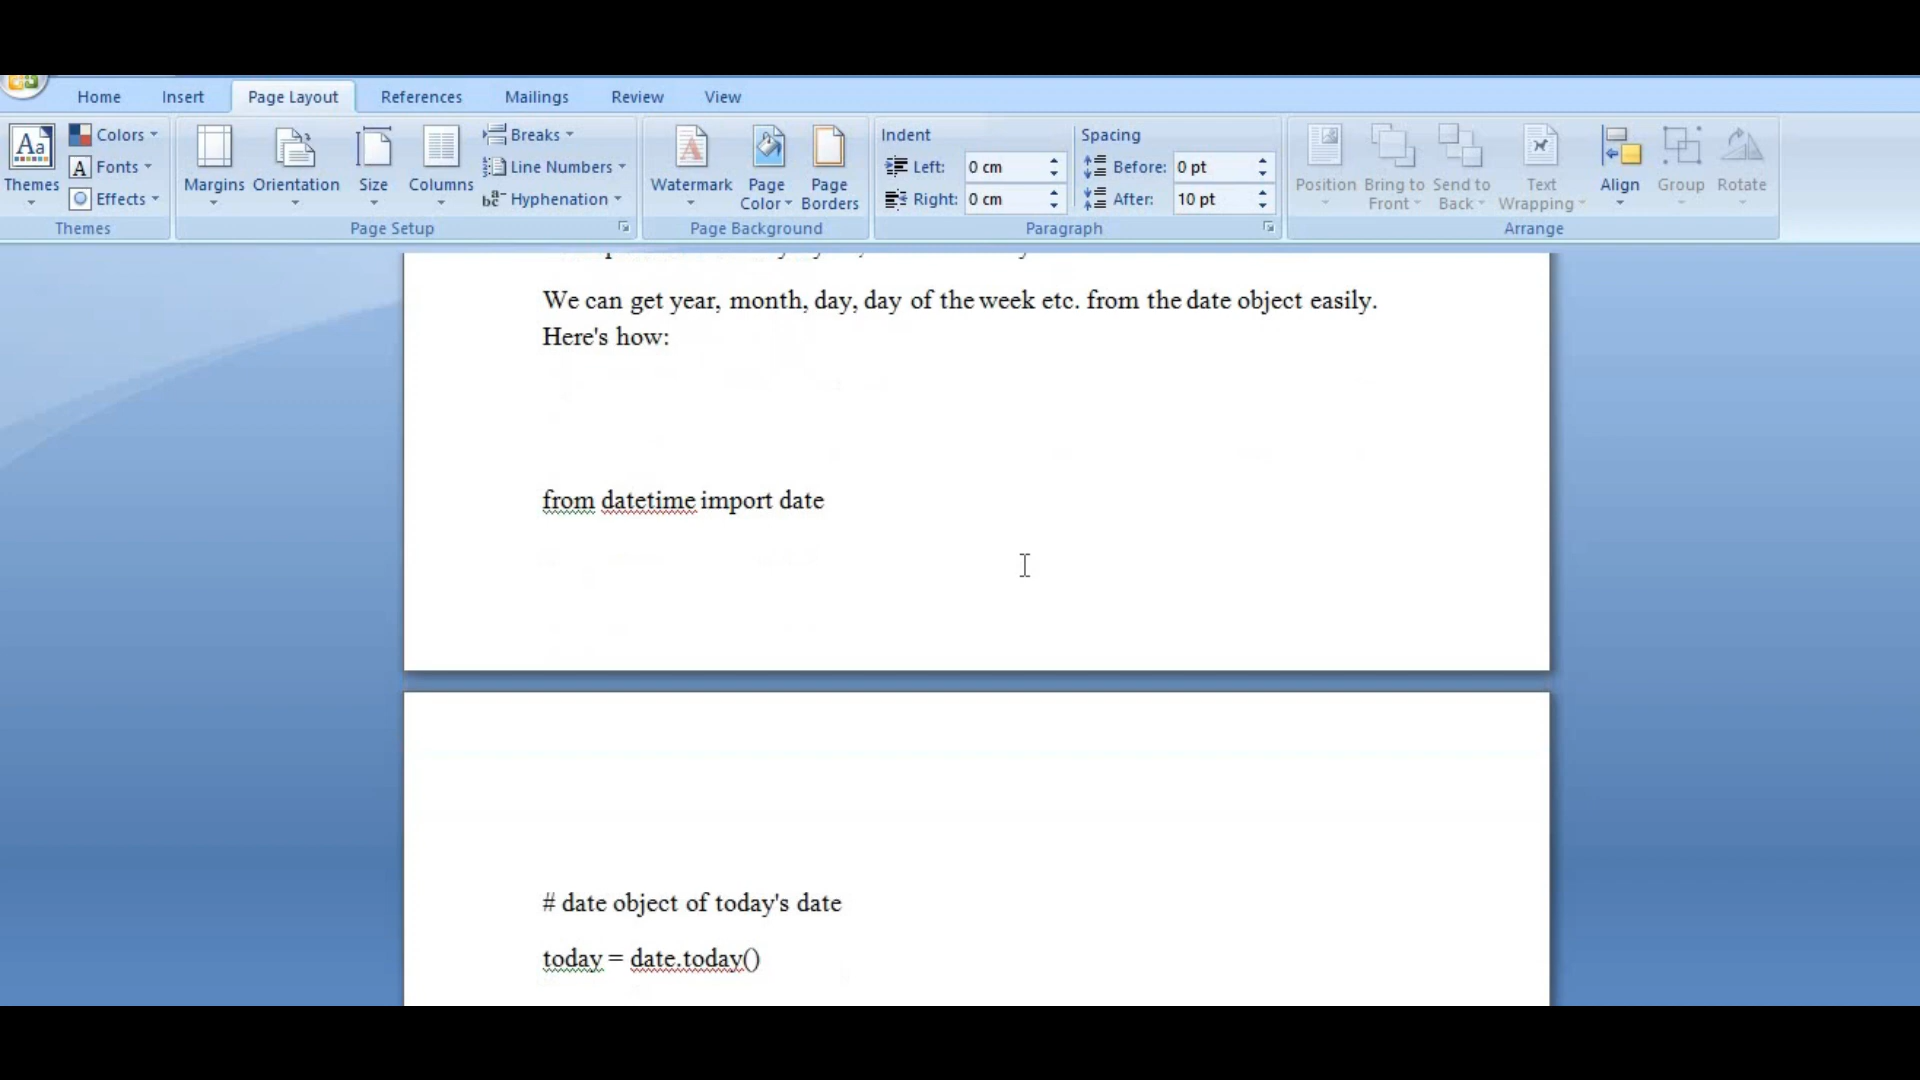 Home Insert Page Layout References Mailings Review View
Themes Colors Fonts Effects
Themes
Margins Orientation Size Columns Breaks Line Numbers Hyphenation
Page Setup
Watermark Page Color Page Borders
Page Background
Indent Spacing
Left: 0 cm Before: 0 pt
Right: 0 cm After: 10 pt
Paragraph
Position Bring to Front Send to Back Text Wrapping Align Group Rotate
Arrange
We can get year, month, day, day of the week etc. from the date object easily.
Here's how:
from datetime import date
# date object of today's date
today = date.today()